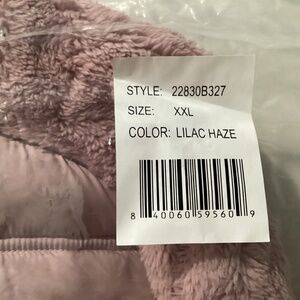 STYLE: 22830B327
SIZE: XXL
COLOR: LILAC HAZE
8 40060 59560 9